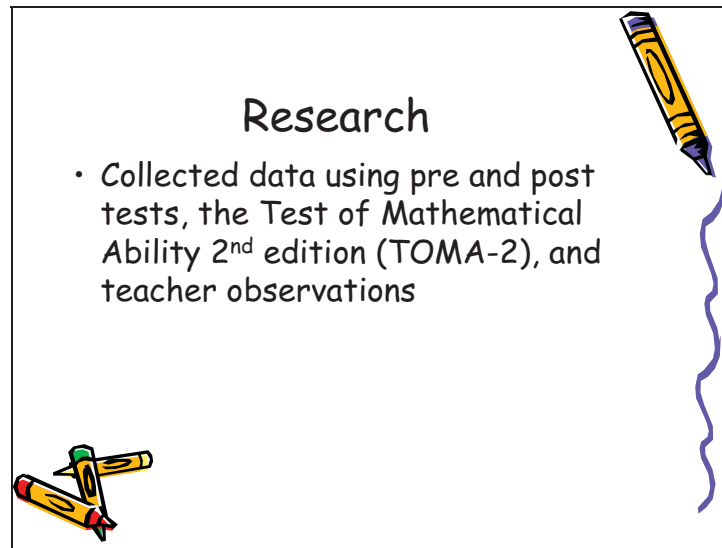 Research
• Collected data using pre and post
tests, the Test of Mathematical
Ability 2nd edition (TOMA-2), and
teacher observations